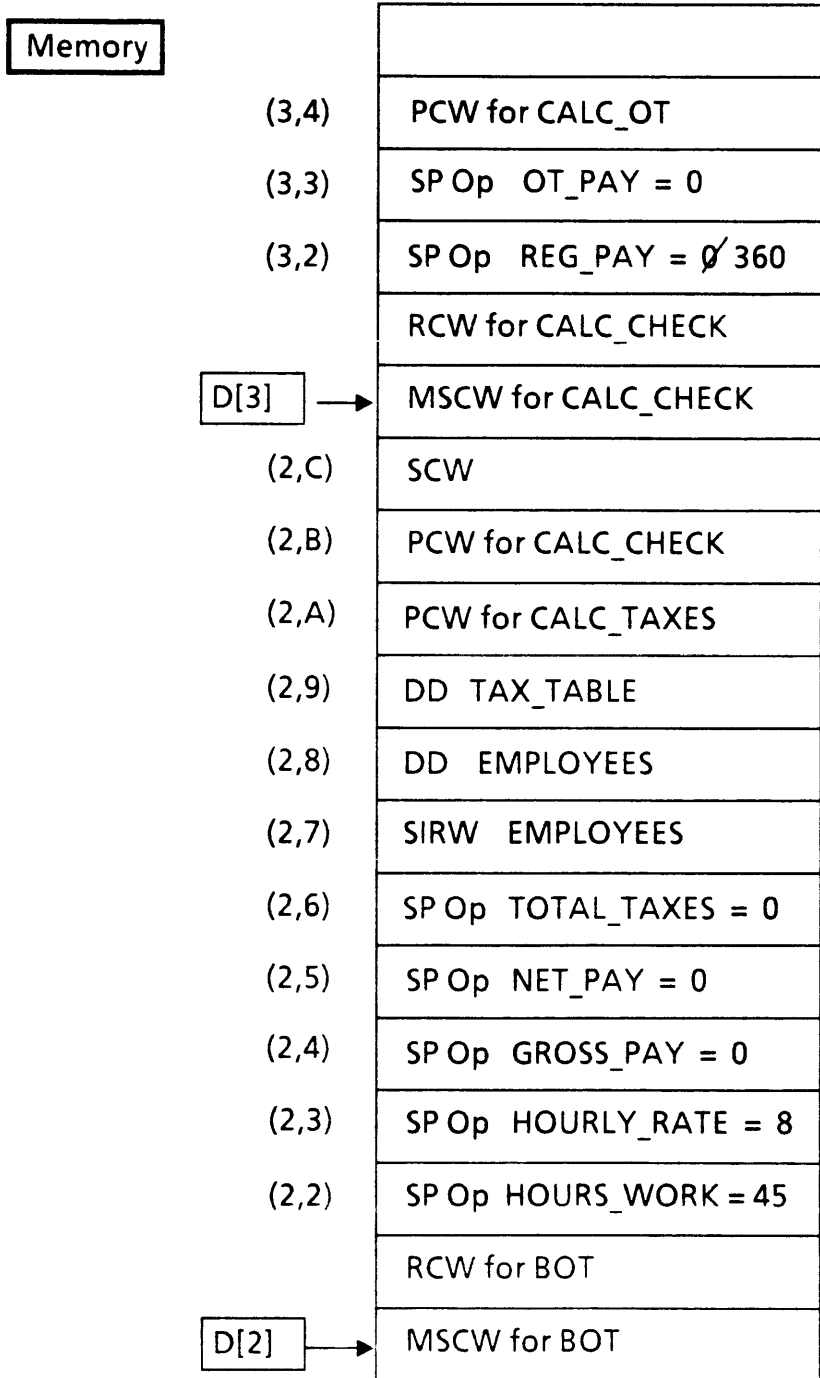 Memory
(3,4) PCW for CALC_OT
(3,3) SP Op OT_PAY = 0
(3,2) SP Op REG_PAY = 0 360
RCW for CALC_CHECK
D[3] MSCW for CALC_CHECK
(2,C) SCW
(2,B) PCW for CALC_CHECK
(2,A) PCW for CALC_TAXES
(2,9) DD TAX_TABLE
(2,8) DD EMPLOYEES
(2,7) SIRW EMPLOYEES
(2,6) SP Op TOTAL_TAXES = 0
(2,5) SP Op NET_PAY = 0
(2,4) SP Op GROSS_PAY = 0
(2,3) SP Op HOURLY_RATE = 8
(2,2) SP Op HOURS_WORK = 45
RCW for BOT
D[2] MSCW for BOT